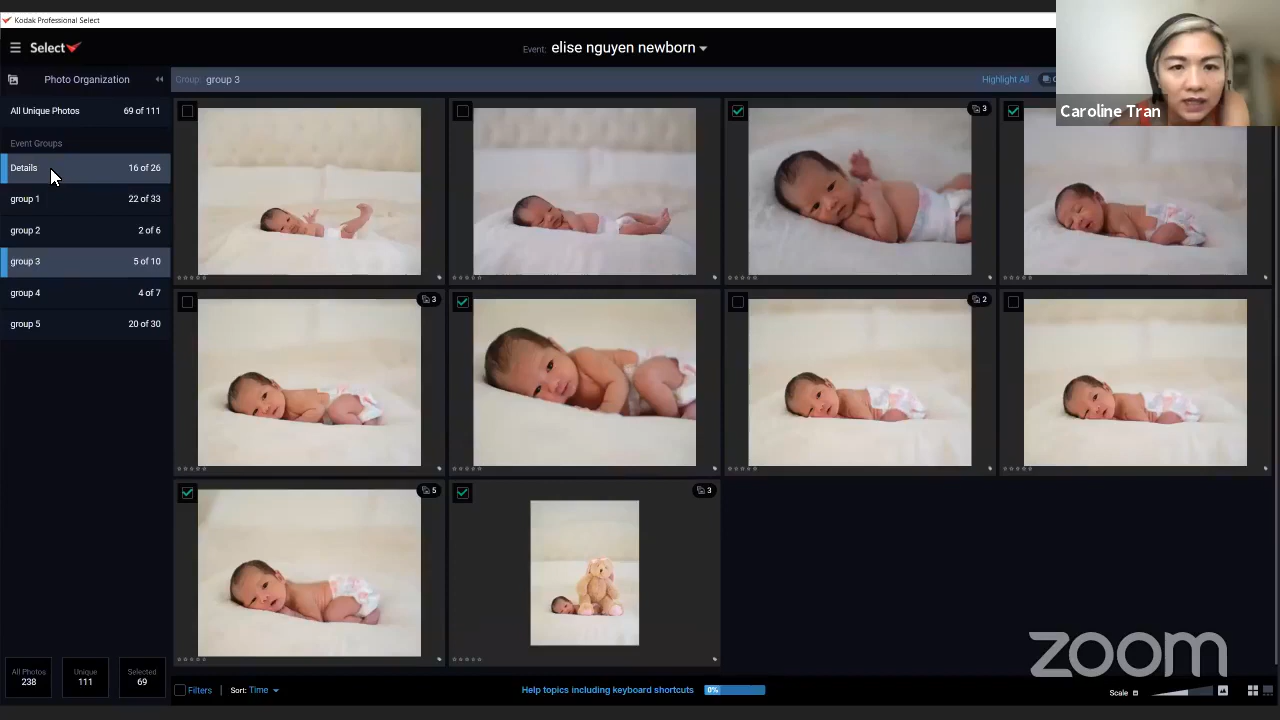 Kodak Professional Select
Select
Event: elise nguyen newborn
Photo Organization
Group: group 3
Highlight All
Caroline Tran
All Unique Photos 69 of 111
Event Groups
Details 16 of 26
group 1 22 of 33
group 2 2 of 6
group 3 5 of 10
group 4 4 of 7
group 5 20 of 30
3
3
2
5
3
All Photos
238
Unique
111
Selected
69
Filters
Sort: Time
Help topics including keyboard shortcuts
0%
Scale
zoom